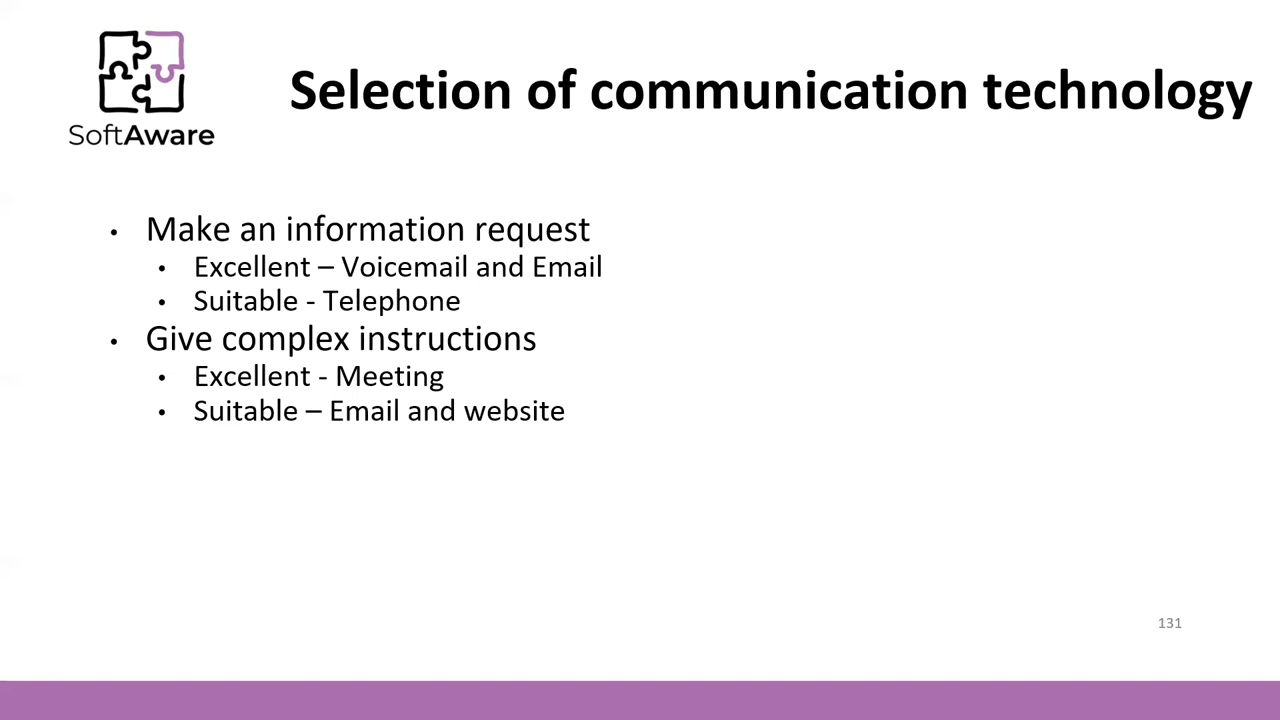 SoftAware
Selection of communication technology
• Make an information request
• Excellent – Voicemail and Email
• Suitable - Telephone
• Give complex instructions
• Excellent - Meeting
• Suitable – Email and website
131